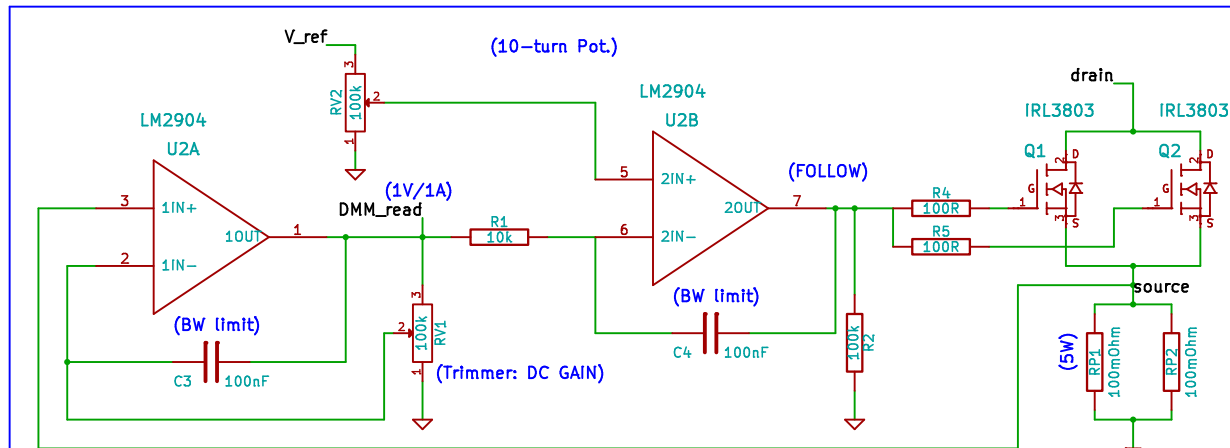 V_ref
(10-turn Pot.)
3
2
1
RV2
100k
LM2904
U2A
3
1IN+
2
1IN-
1OUT
1
(BW limit)
C3
100nF
(1V/1A)
DMM_read
R1
10k
3
2
1
100k
RV1
(Trimmer: DC GAIN)
LM2904
U2B
5
2IN+
6
2IN-
2OUT
7
(BW limit)
C4
100nF
(FOLLOW)
100k
R2
R4
100R
R5
100R
drain
IRL3803
Q1
D
2
G
1
3
S
IRL3803
Q2
D
2
G
1
3
S
source
(5W)
RP1
100mOhm
RP2
100mOhm